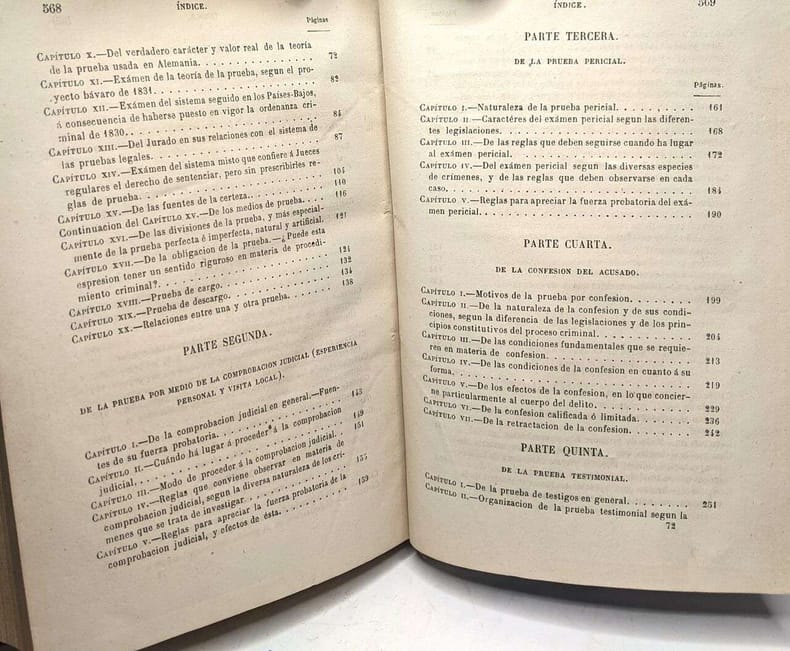 568
ÍNDICE.
Páginas
CAPÍTULO X.—Del verdadero carácter y valor real de la teoría
de la prueba usada en Alemania. . . . . . . . . . . . 72
CAPÍTULO XI.—Exámen de la teoría de la prueba, segun el pro-
yecto bávaro de 1831. . . . . . . . . . . . 82
CAPÍTULO XII.—Exámen del sistema seguido en los Países-Bajos,
á consecuencia de haberse puesto en vigor la ordenanza cri-
minal de 1830. . . . . . . . . . . . 84
CAPÍTULO XIII.—Del Jurado en sus relaciones con el sistema de
las pruebas legales. . . . . . . . . . . . 87
CAPÍTULO XIV.—Exámen del sistema misto que confiere á Jueces
regulares el derecho de sentenciar, pero sin prescribirles re-
glas de prueba. . . . . . . . . . . . 104
CAPÍTULO XV.—De las fuentes de la certeza. . . . . . . . 110
Continuacion del CAPÍTULO XV.—De los medios de prueba. . . . 116
CAPÍTULO XVI.—De las divisiones de la prueba, y más especial-
mente de la prueba perfecta é imperfecta, natural y artificial. 121
CAPÍTULO XVII.—De la obligacion de la prueba.—¿Puede esta
espresion tener un sentido riguroso en materia de procedi-
miento criminal?. . . . . . . . . . . . 124
CAPÍTULO XVIII.—Prueba de cargo. . . . . . . . . . . . 132
CAPÍTULO XIX.—Prueba de descargo. . . . . . . . . . . . 134
CAPÍTULO XX.—Relaciones entre una y otra prueba. . . . . . . 138
PARTE SEGUNDA.
DE LA PRUEBA POR MEDIO DE LA COMPROBACION JUDICIAL (ESPERIENCIA
PERSONAL Y VISITA LOCAL).
CAPÍTULO I.—De la comprobacion judicial en general.—Fuen-
tes de su fuerza probatoria. . . . . . . . . . . . 143
CAPÍTULO II.—Cuándo há lugar á proceder á la comprobacion
judicial. . . . . . . . . . . . 149
CAPÍTULO III.—Modo de proceder á la comprobacion judicial. 151
CAPÍTULO IV.—Reglas que conviene observar en materia de
comprobacion judicial, segun la diversa naturaleza de los crí-
menes que se trata de investigar . . . . . . . . . . . .
CAPÍTULO V.—Reglas para apreciar la fuerza probatoria de la
comprobacion judicial, y efectos de ésta. . . . . . . . . 159
ÍNDICE.
569
PARTE TERCERA.
DE LA PRUEBA PERICIAL.
Páginas.
CAPÍTULO I.—Naturaleza de la prueba pericial. . . . . . . . 161
CAPÍTULO II.—Caractéres del exámen pericial segun las diferen-
tes legislaciones. . . . . . . . . . . . 168
CAPÍTULO III.—De las reglas que deben seguirse cuando ha lugar
al exámen pericial. . . . . . . . . . . . 172
CAPÍTULO IV.—Del exámen pericial segun las diversas especies
de crímenes, y de las reglas que deben observarse en cada
caso. . . . . . . . . . . . 184
CAPÍTULO V.—Reglas para apreciar la fuerza probatoria del exá-
men pericial. . . . . . . . . . . . 190
PARTE CUARTA.
DE LA CONFESION DEL ACUSADO.
CAPÍTULO I.—Motivos de la prueba por confesion. . . . . . . 199
CAPÍTULO II.—De la naturaleza de la confesion y de sus condi-
ciones, segun la diferencia de las legislaciones y de los prin-
cipios constitutivos del proceso criminal. . . . . . . . 204
CAPÍTULO III.—De las condiciones fundamentales que se requie-
ren en materia de confesion. . . . . . . . . . . . 213
CAPÍTULO IV.—De las condiciones de la confesion en cuanto á su
forma. . . . . . . . . . . . 219
CAPÍTULO V.—De los efectos de la confesion, en lo que concier-
ne particularmente al cuerpo del delito. . . . . . . . . 229
CAPÍTULO VI.—De la confesion calificada ó limitada. . . . . . 236
CAPÍTULO VII.—De la retractacion de la confesion. . . . . . . 242
PARTE QUINTA.
DE LA PRUEBA TESTIMONIAL.
CAPÍTULO I.—De la prueba de testigos en general. . . . . . . 251
CAPÍTULO II.—Organizacion de la prueba testimonial segun la
72